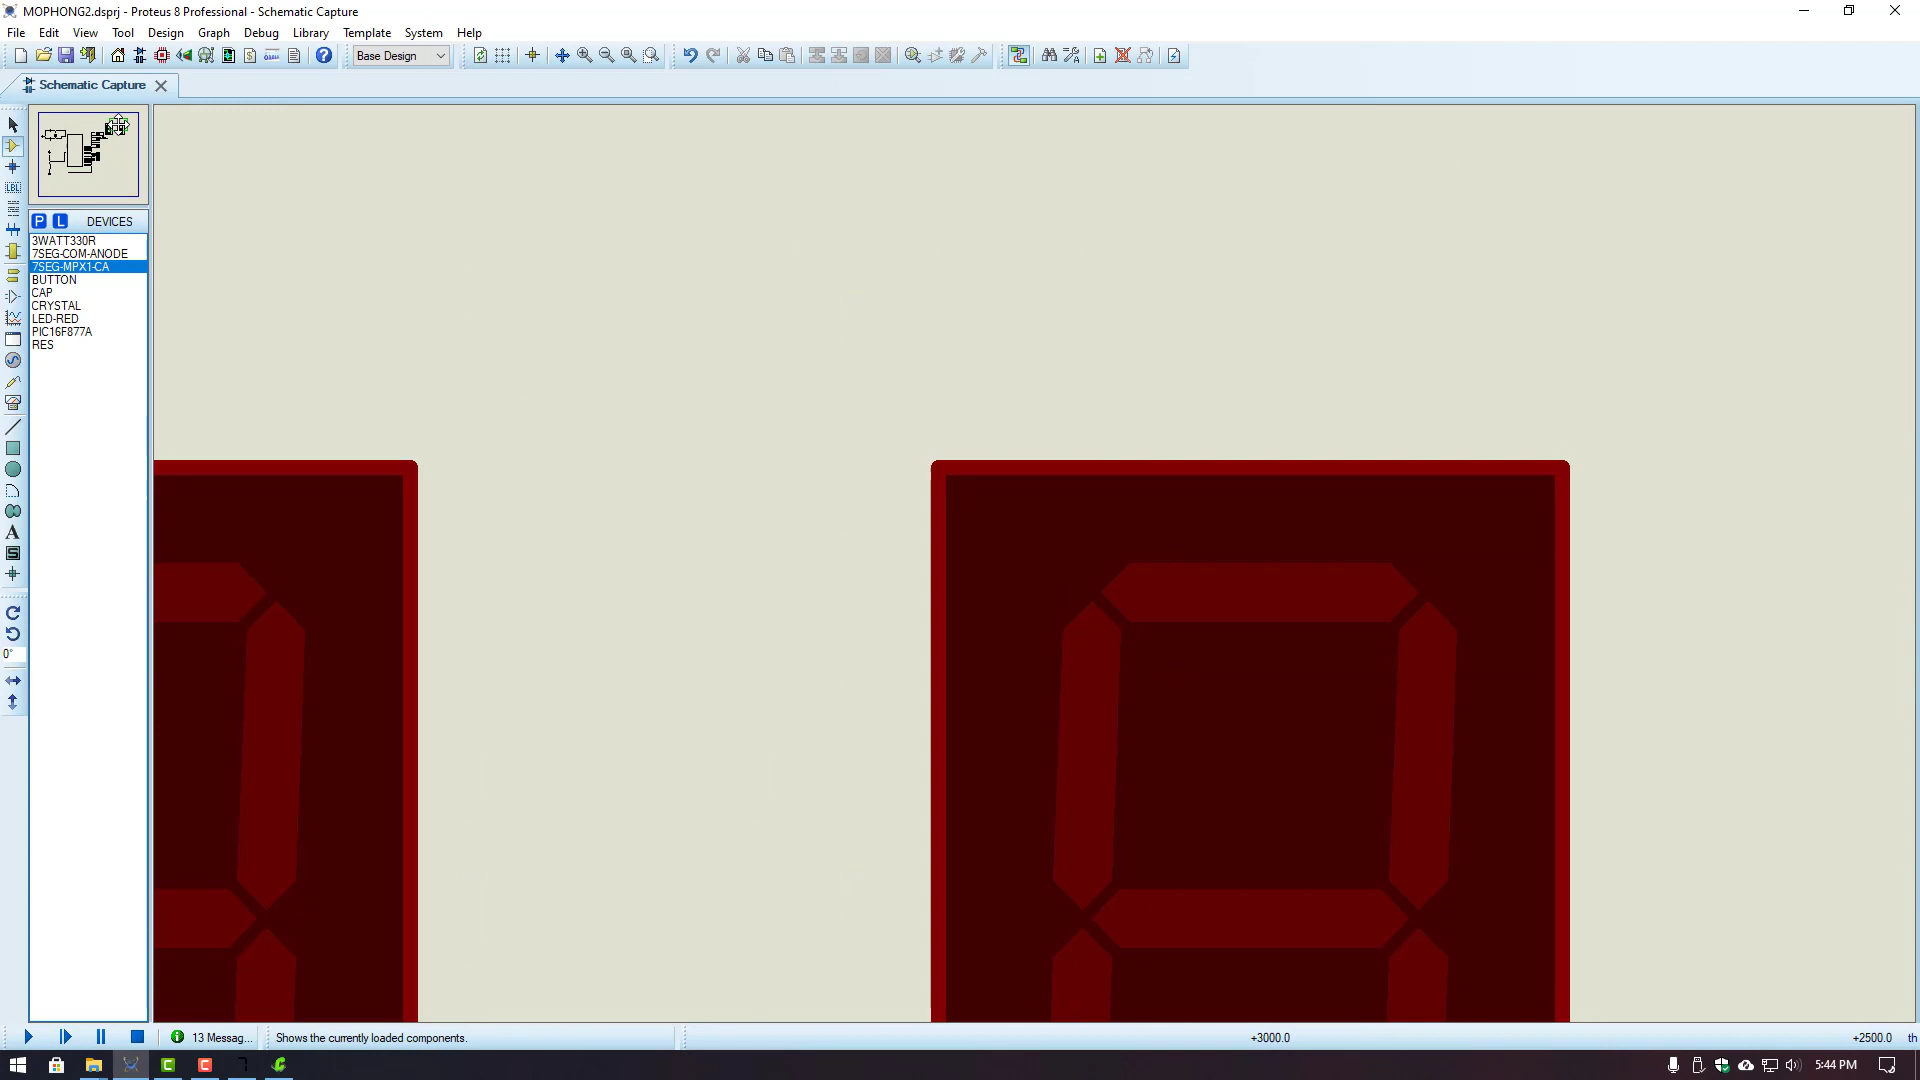 MOPHONG2.dsprj - Proteus 8 Professional - Schematic Capture
File Edit View Tool Design Graph Debug Library Template System Help
Base Design
Schematic Capture
P L DEVICES
3WATT330R
7SEG-COM-ANODE
7SEG-MPX1-CA
BUTTON
CAP
CRYSTAL
LED-RED
PIC16F877A
RES
LBL
A
S
0°
13 Messag... Shows the currently loaded components. +3000.0 +2500.0 th
5:44 PM